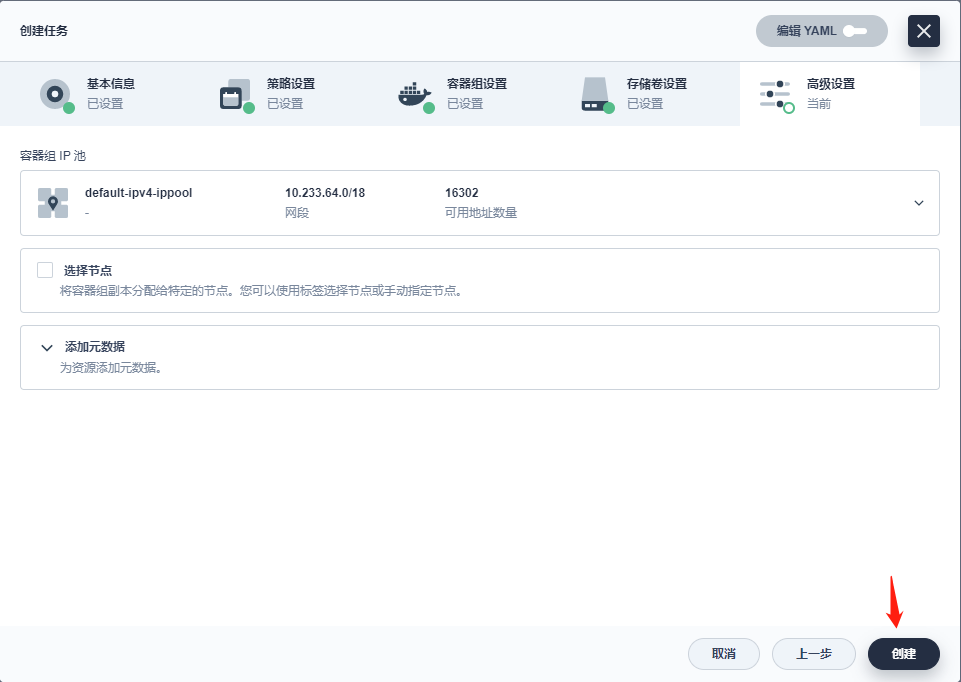 创建任务
编辑 YAML
基本信息
已设置
策略设置
已设置
容器组设置
已设置
存储卷设置
已设置
高级设置
当前
容器组 IP 池
default-ipv4-ippool
-
10.233.64.0/18
网段
16302
可用地址数量
选择节点
将容器组副本分配给特定的节点。您可以使用标签选择节点或手动指定节点。
添加元数据
为资源添加元数据。
取消
上一步
创建